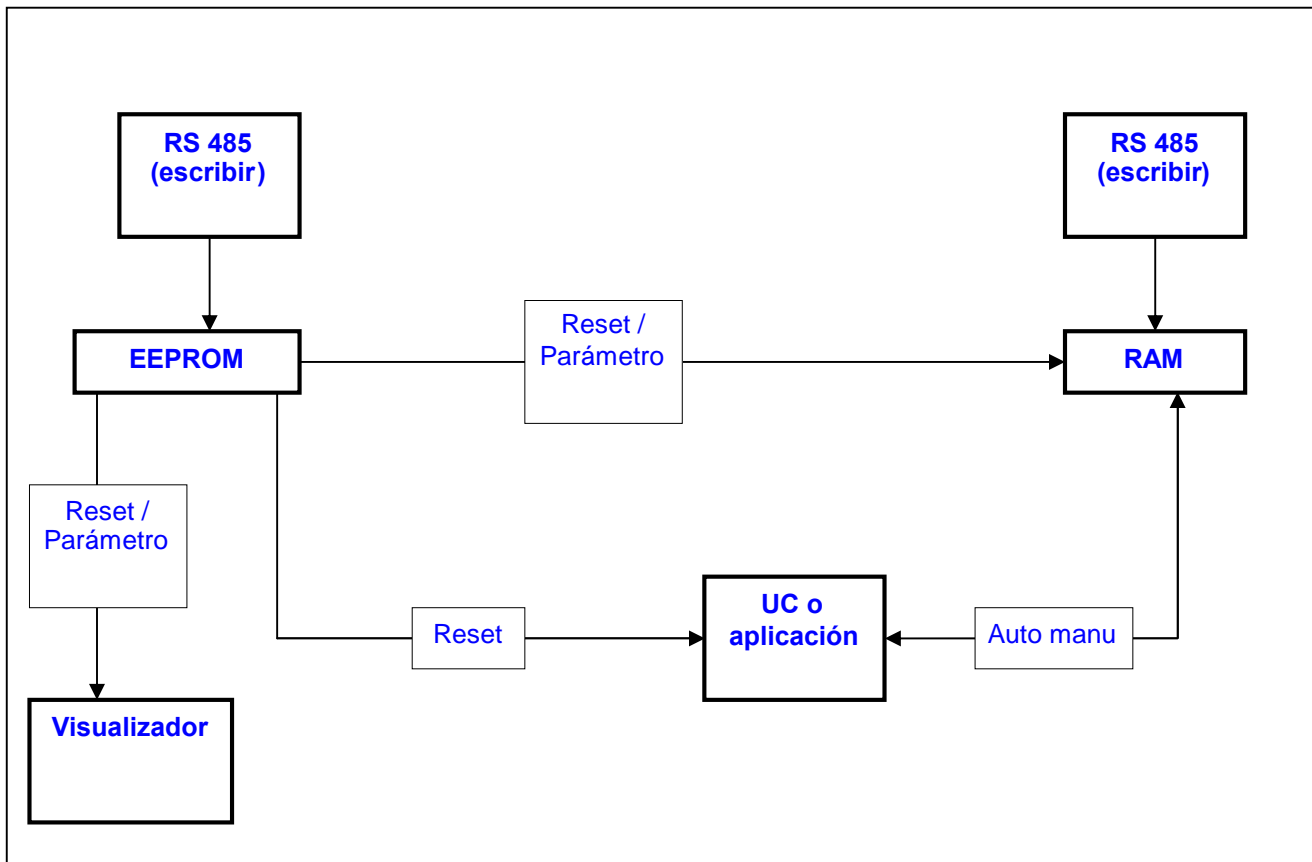 RS 485
(escribir)
RS 485
(escribir)
Reset /
Parámetro
EEPROM
RAM
Reset /
Parámetro
UC o
aplicación
Reset
Auto manu
Visualizador